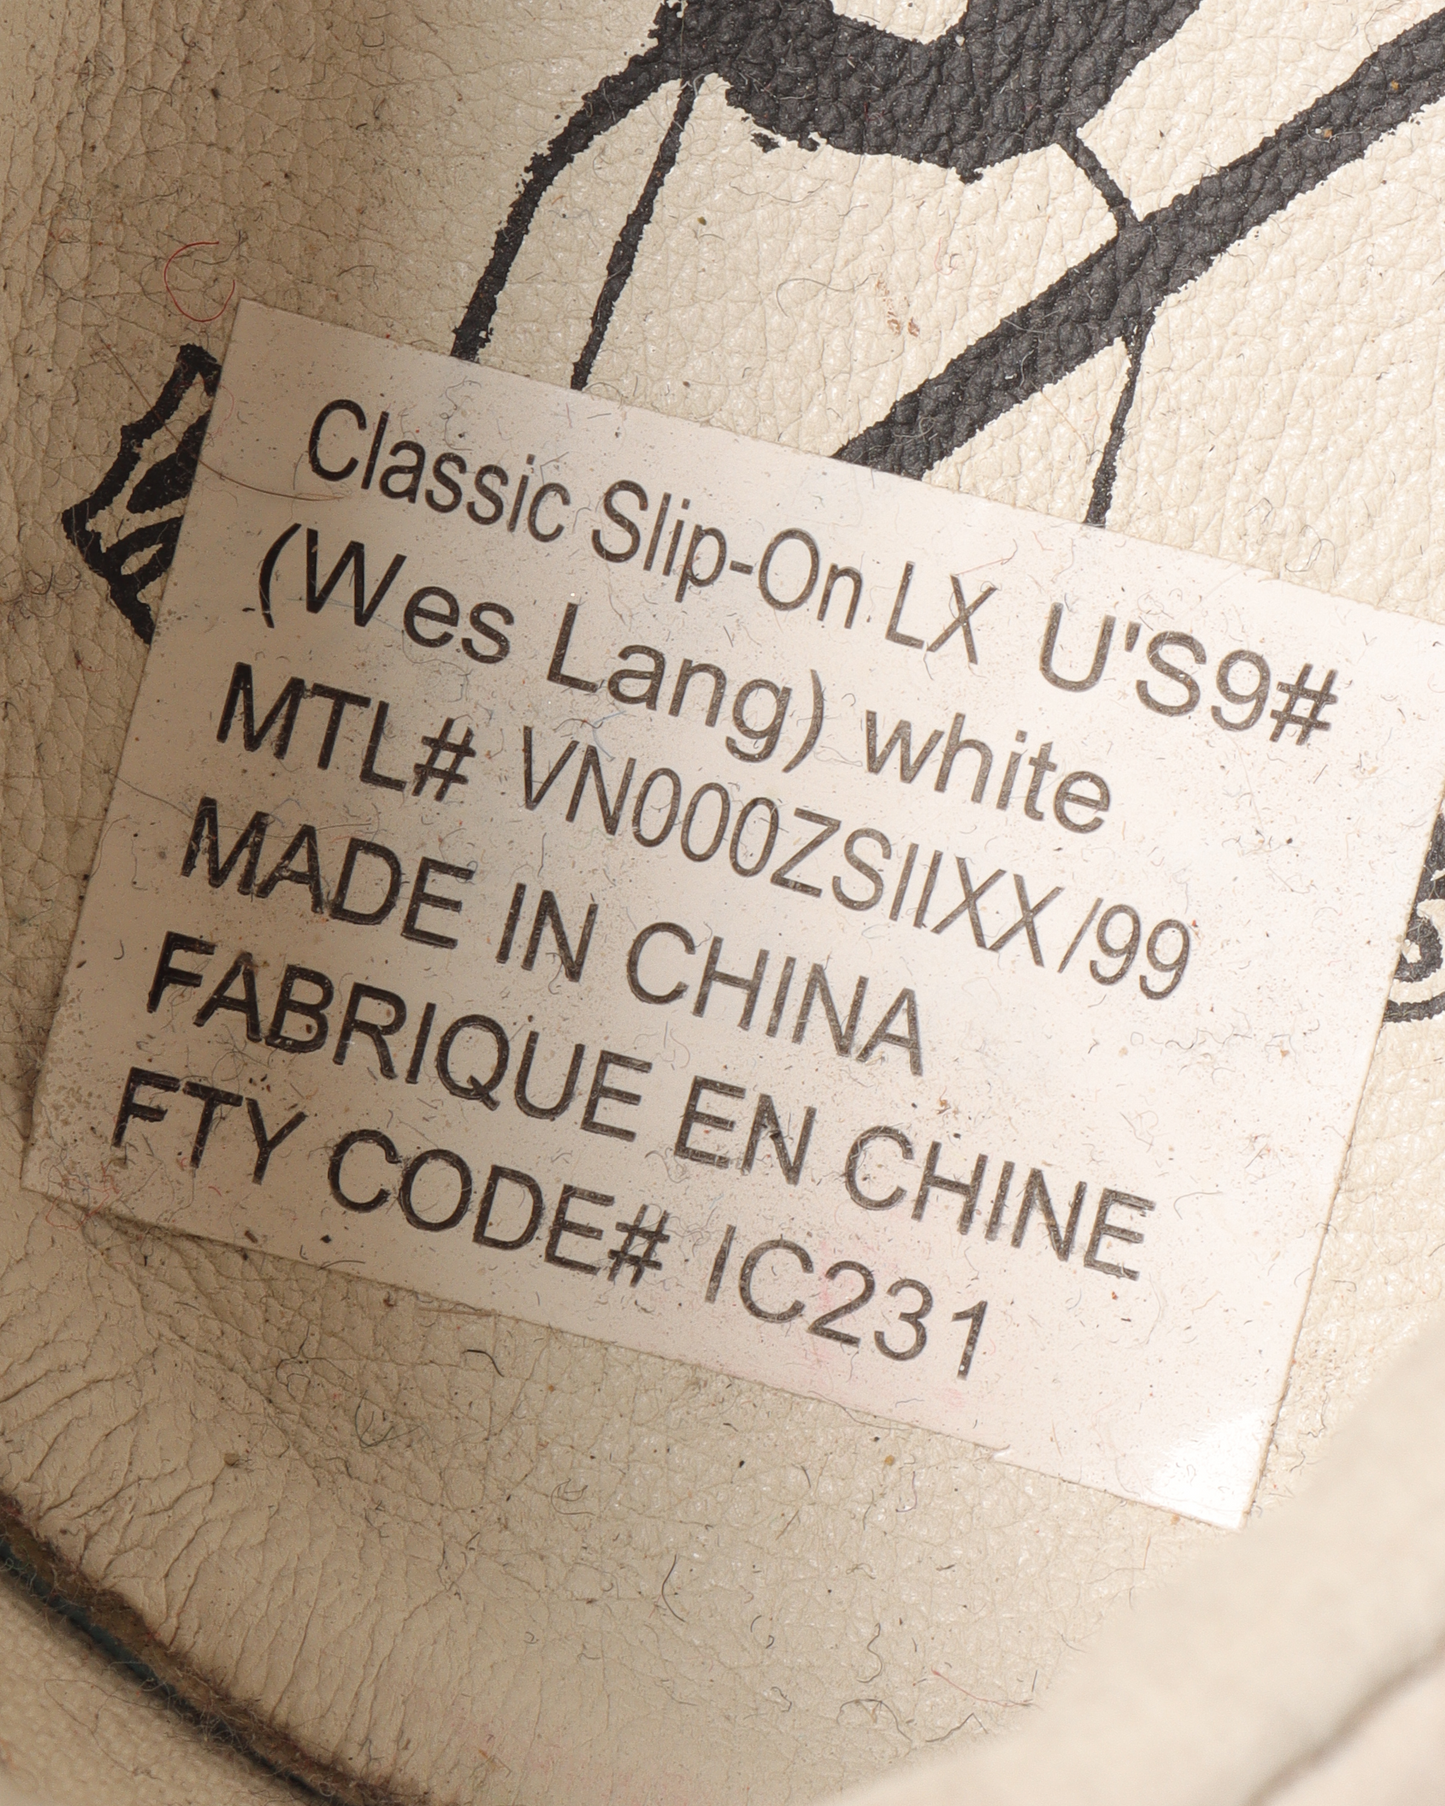 Classic Slip-On LX U'S9#
(Wes Lang) white
MTL# VN000ZSIIXX/99
MADE IN CHINA
FABRIQUE EN CHINE
FTY CODE# IC231